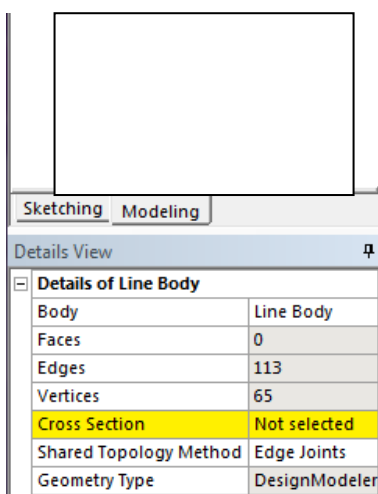 Sketching Modeling
Details View
Details of Line Body
Body Line Body
Faces 0
Edges 113
Vertices 65
Cross Section Not selected
Shared Topology Method Edge Joints
Geometry Type DesignModeler